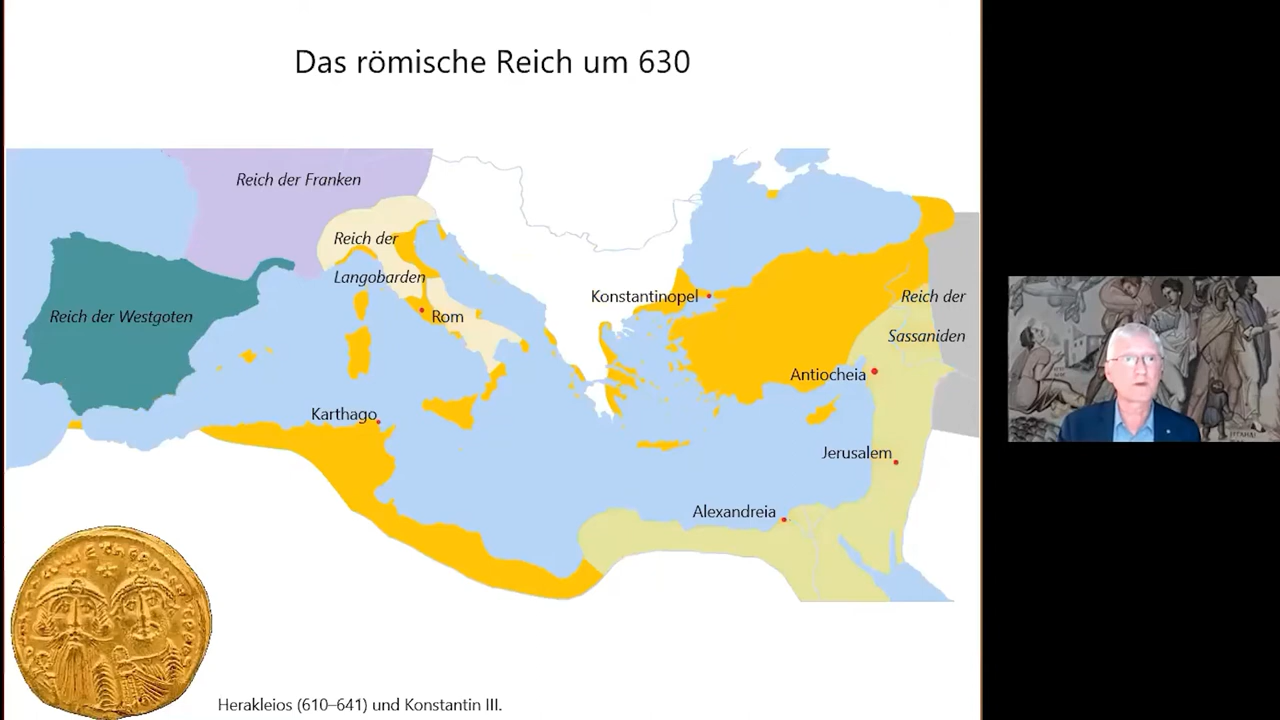 Das römische Reich um 630
Reich der Franken
Reich der
Langobarden
Reich der Westgoten
Rom
Konstantinopel
Reich der
Sassaniden
Antiocheia
Karthago
Jerusalem
Alexandreia
Herakleios (610–641) und Konstantin III.